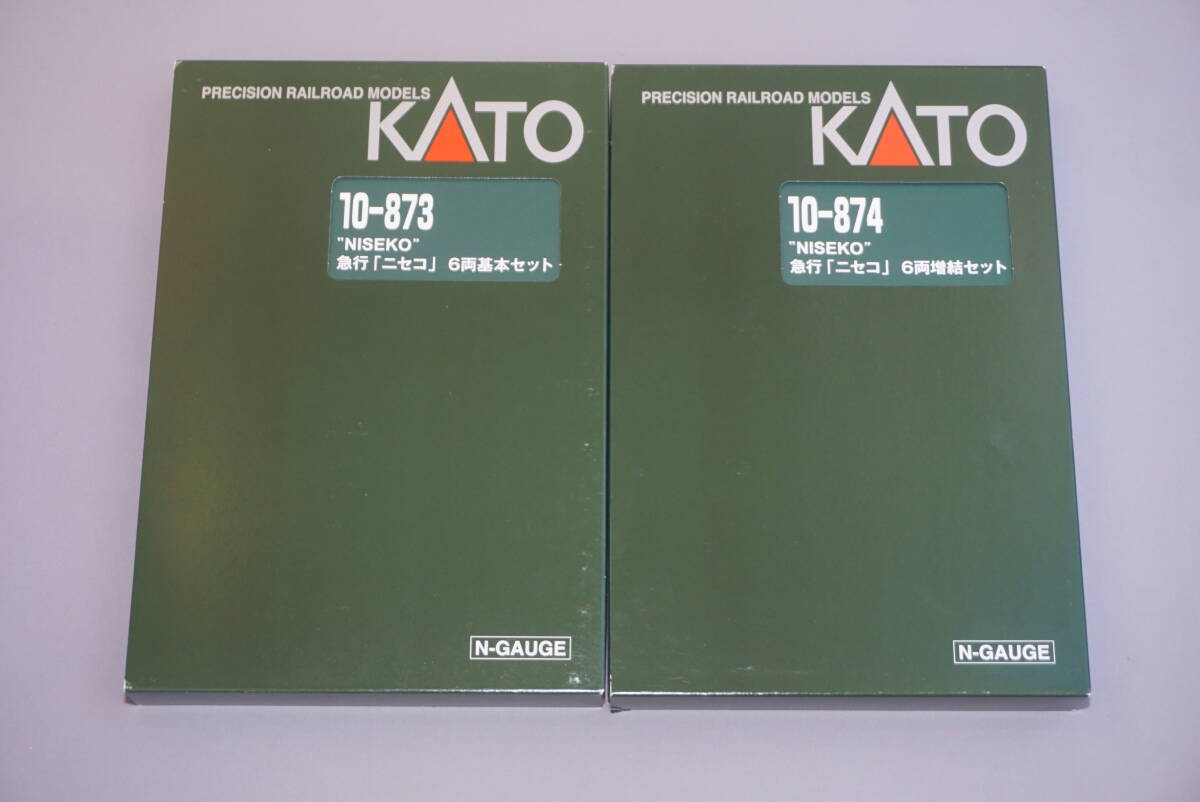 PRECISION RAILROAD MODELS
KATO
10-873
"NISEKO"
急行「ニセコ」 6両基本セット
N-GAUGE
PRECISION RAILROAD MODELS
KATO
10-874
"NISEKO"
急行「ニセコ」 6両増結セット
N-GAUGE